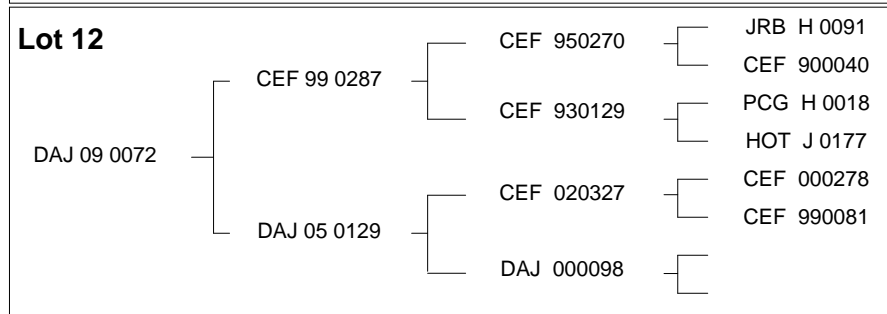 Lot 12
DAJ 09 0072
CEF 99 0287
DAJ 05 0129
CEF 950270
CEF 930129
CEF 020327
DAJ 000098
JRB H 0091
CEF 900040
PCG H 0018
HOT J 0177
CEF 000278
CEF 990081